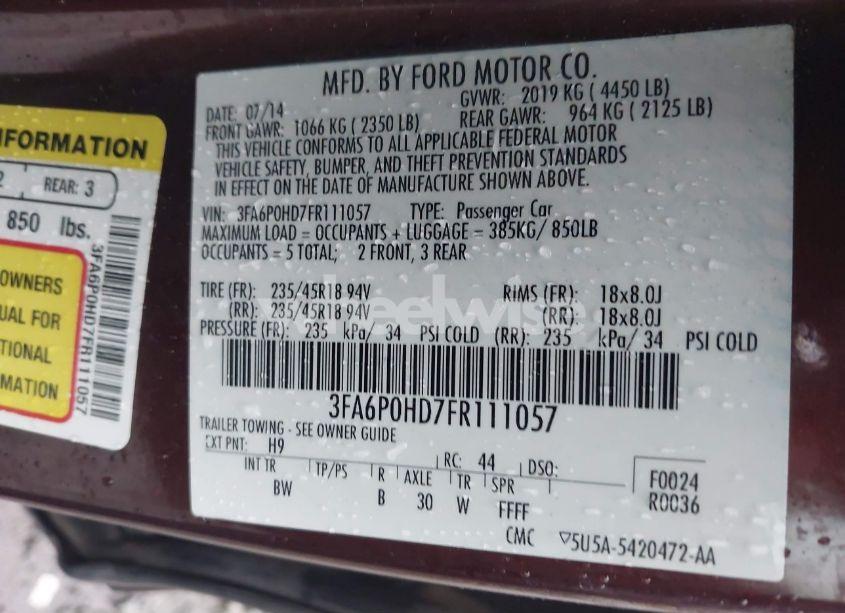 NFORMATION
2 REAR: 3
850 lbs.
OWNERS
UAL FOR
TIONAL
RMATION
3FA6P0HD7FR111057
MFD. BY FORD MOTOR CO.
DATE: 07/14 GVWR: 2019 KG ( 4450 LB)
FRONT GAWR: 1066 KG ( 2350 LB) REAR GAWR: 964 KG ( 2125 LB)
THIS VEHICLE CONFORMS TO ALL APPLICABLE FEDERAL MOTOR
VEHICLE SAFETY, BUMPER, AND THEFT PREVENTION STANDARDS
IN EFFECT ON THE DATE OF MANUFACTURE SHOWN ABOVE.
VIN: 3FA6P0HD7FR111057 TYPE: Passenger Car
MAXIMUM LOAD = OCCUPANTS + LUGGAGE = 385KG/ 850LB
OCCUPANTS = 5 TOTAL; 2 FRONT, 3 REAR
TIRE (FR): 235/45R18 94V RIMS (FR): 18x8.0J
(RR): 235/45R18 94V (RR): 18x8.0J
PRESSURE (FR): 235 kPa/ 34 PSI COLD (RR): 235 kPa/ 34 PSI COLD
wheelwise
3FA6P0HD7FR111057
TRAILER TOWING - SEE OWNER GUIDE
EXT PNT: H9 RC: 44 DSO:
INT TR TP/PS R AXLE TR SPR
BW B 30 W FFFF
F0024
R0036
CMC ▽5U5A-5420472-AA